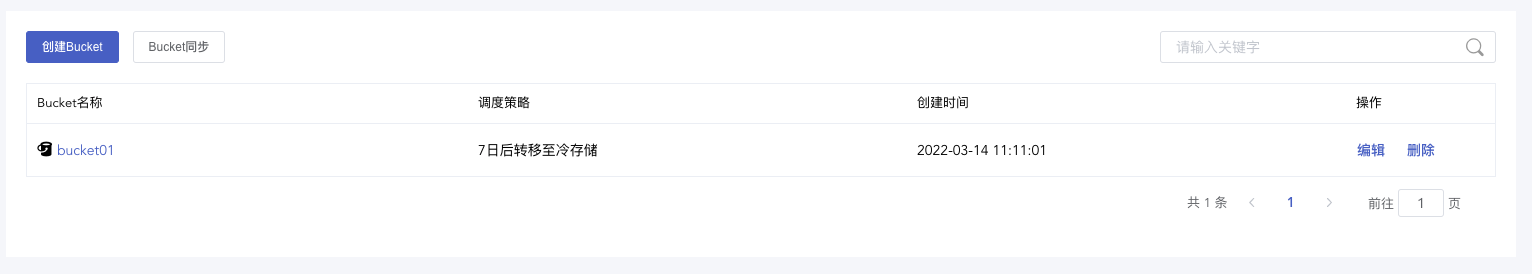 创建Bucket Bucket同步 请输入关键字
Bucket名称 调度策略 创建时间 操作
bucket01 7日后转移至冷存储 2022-03-14 11:11:01 编辑 删除
共 1 条 1 前往 1 页